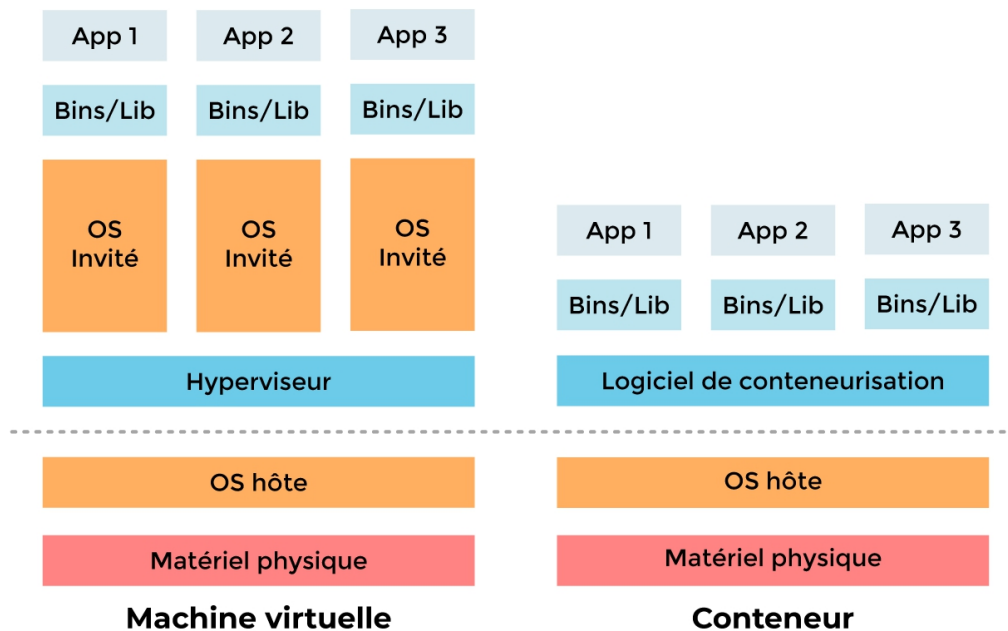 App 1
App 2
App 3
Bins/Lib
Bins/Lib
Bins/Lib
OS
Invité
OS
Invité
OS
Invité
Hyperviseur
OS hôte
Matériel physique
Machine virtuelle
App 1
App 2
App 3
Bins/Lib
Bins/Lib
Bins/Lib
Logiciel de conteneurisation
OS hôte
Matériel physique
Conteneur